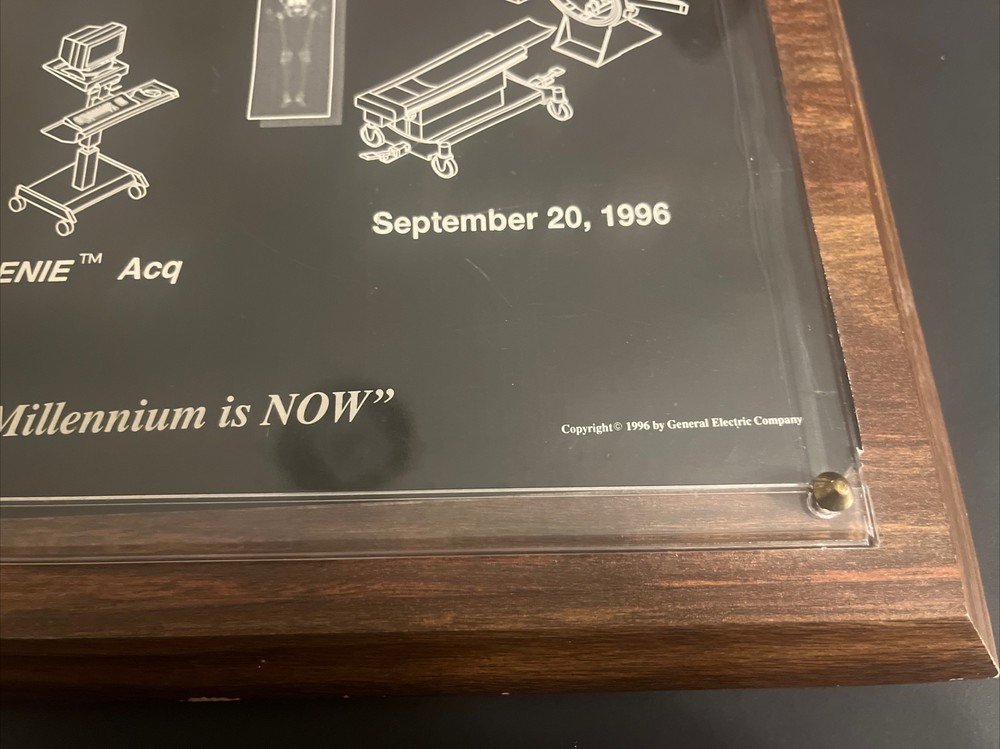 September 20, 1996
ENIE™ Acq
Millennium is NOW”
Copyright© 1996 by General Electric Company